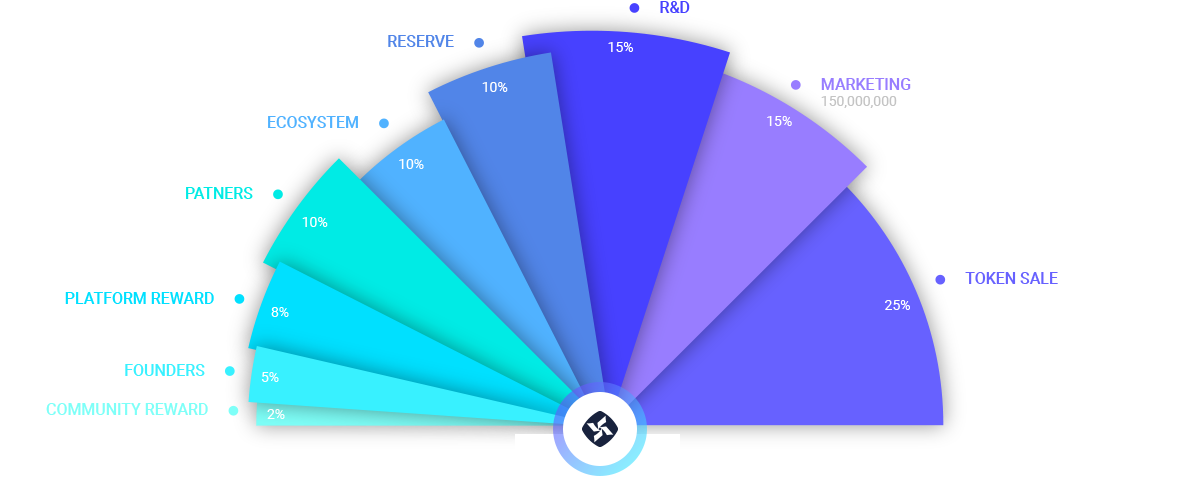 R&D
15%
RESERVE
10%
MARKETING
150,000,000
15%
ECOSYSTEM
10%
PATNERS
10%
TOKEN SALE
25%
PLATFORM REWARD
8%
FOUNDERS
5%
COMMUNITY REWARD
2%